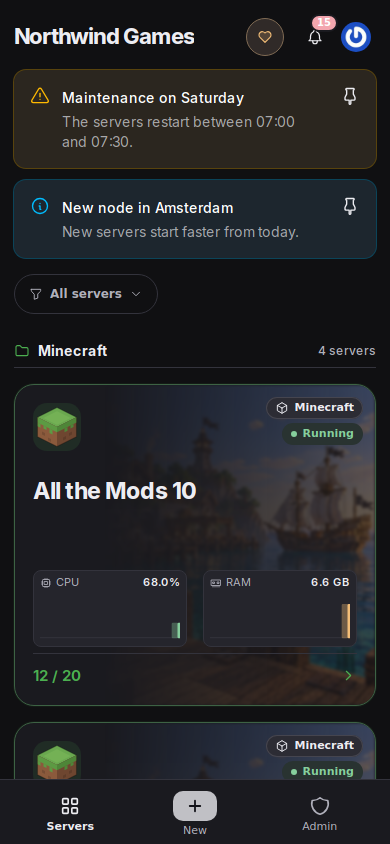 Northwind Games
15
Maintenance on Saturday
The servers restart between 07:00
and 07:30.
New node in Amsterdam
New servers start faster from today.
All servers
Minecraft
4 servers
Minecraft
Running
All the Mods 10
CPU
68.0%
RAM
6.6 GB
12 / 20
Minecraft
Running
Servers
New
Admin